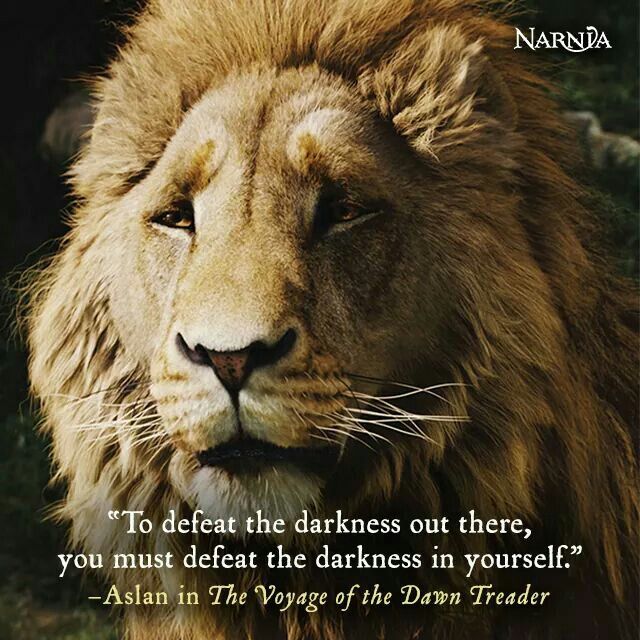 NARNIA
“To defeat the darkness out there,
you must defeat the darkness in yourself.”
–Aslan in The Voyage of the Dawn Treader